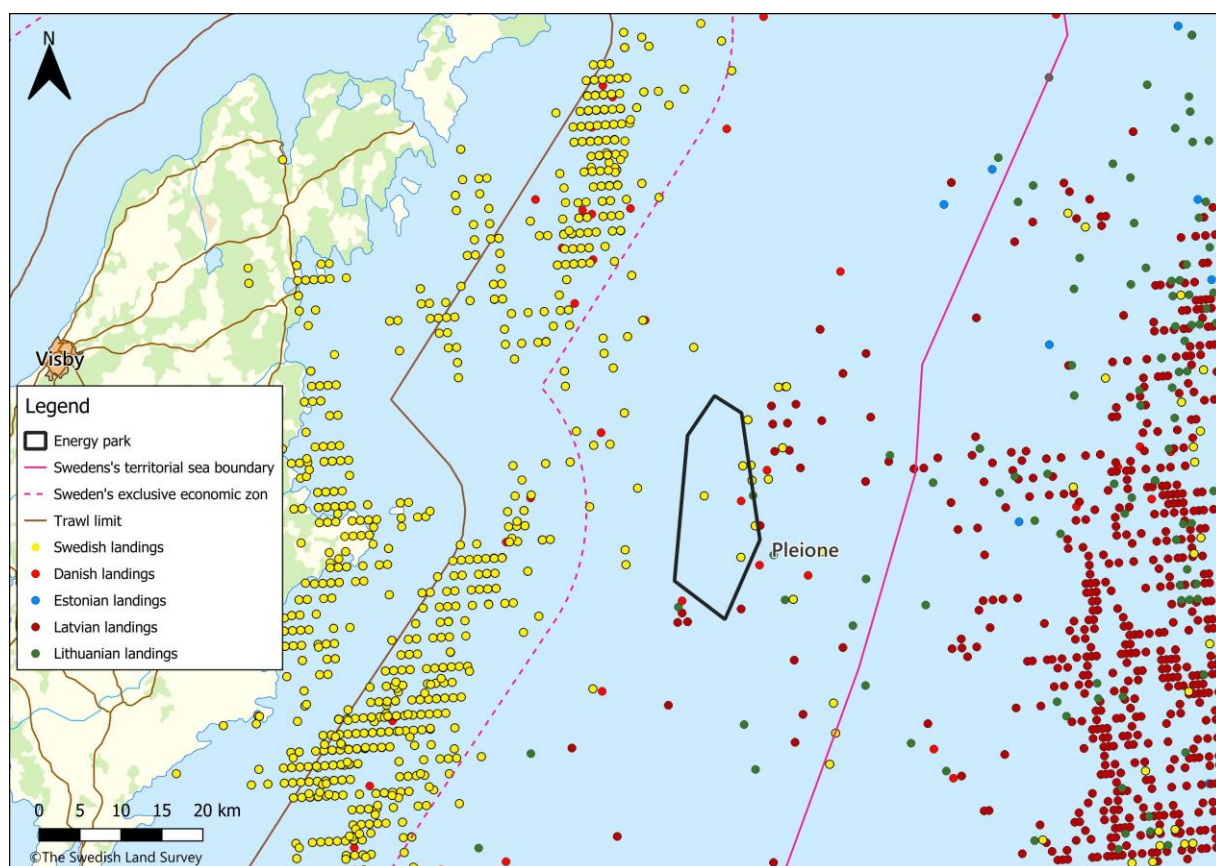 N
Visby
Legend
Energy park
Swedens's territorial sea boundary
Sweden's exclusive economic zon
Trawl limit
Swedish landings
Danish landings
Estonian landings
Latvian landings
Lithuanian landings
Pleione
0 5 10 15 20 km
©The Swedish Land Survey